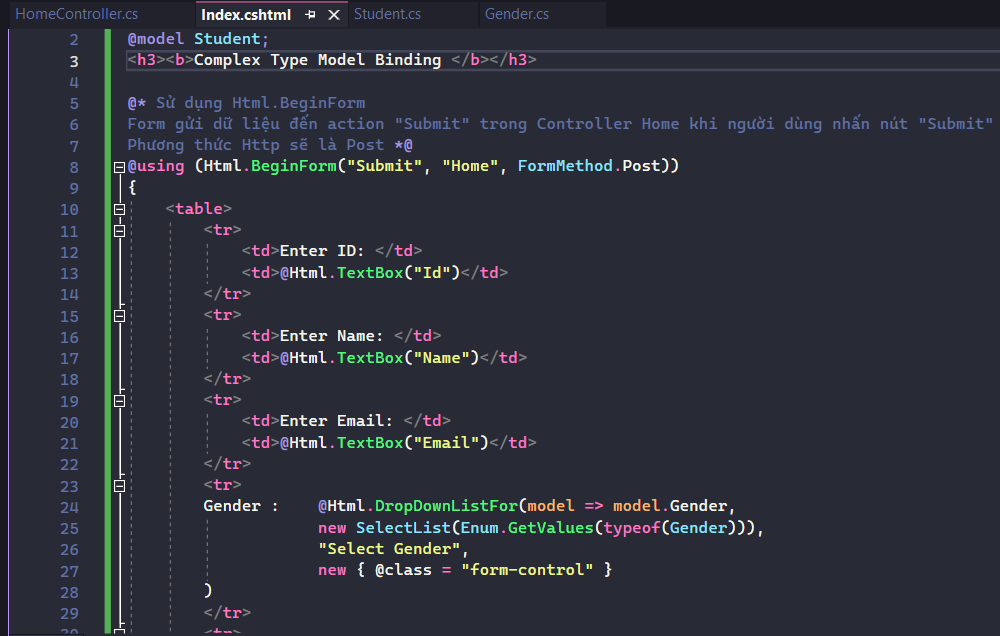 HomeController.cs Index.cshtml Student.cs Gender.cs
2 @model Student;
3 <h3><b>Complex Type Model Binding </b></h3>
4
5 @* Sử dụng Html.BeginForm
6 Form gửi dữ liệu đến action "Submit" trong Controller Home khi người dùng nhấn nút "Submit"
7 Phương thức Http sẽ là Post *@
8 @using (Html.BeginForm("Submit", "Home", FormMethod.Post))
9 {
10 <table>
11 <tr>
12 <td>Enter ID: </td>
13 <td>@Html.TextBox("Id")</td>
14 </tr>
15 <tr>
16 <td>Enter Name: </td>
17 <td>@Html.TextBox("Name")</td>
18 </tr>
19 <tr>
20 <td>Enter Email: </td>
21 <td>@Html.TextBox("Email")</td>
22 </tr>
23 <tr>
24 Gender : @Html.DropDownListFor(model => model.Gender,
25 new SelectList(Enum.GetValues(typeof(Gender))),
26 "Select Gender",
27 new { @class = "form-control" }
28 )
29 </tr>
30 <tr>